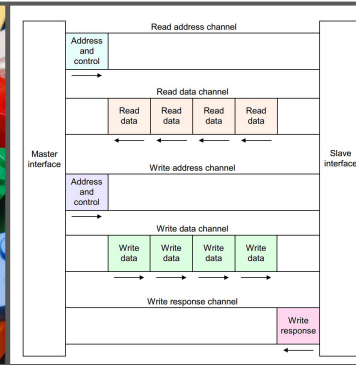 Read address channel
Address
and
control
Read data channel
Read
data
Read
data
Read
data
Read
data
Master
interface
Slave
interface
Write address channel
Address
and
control
Write data channel
Write
data
Write
data
Write
data
Write
data
Write response channel
Write
response